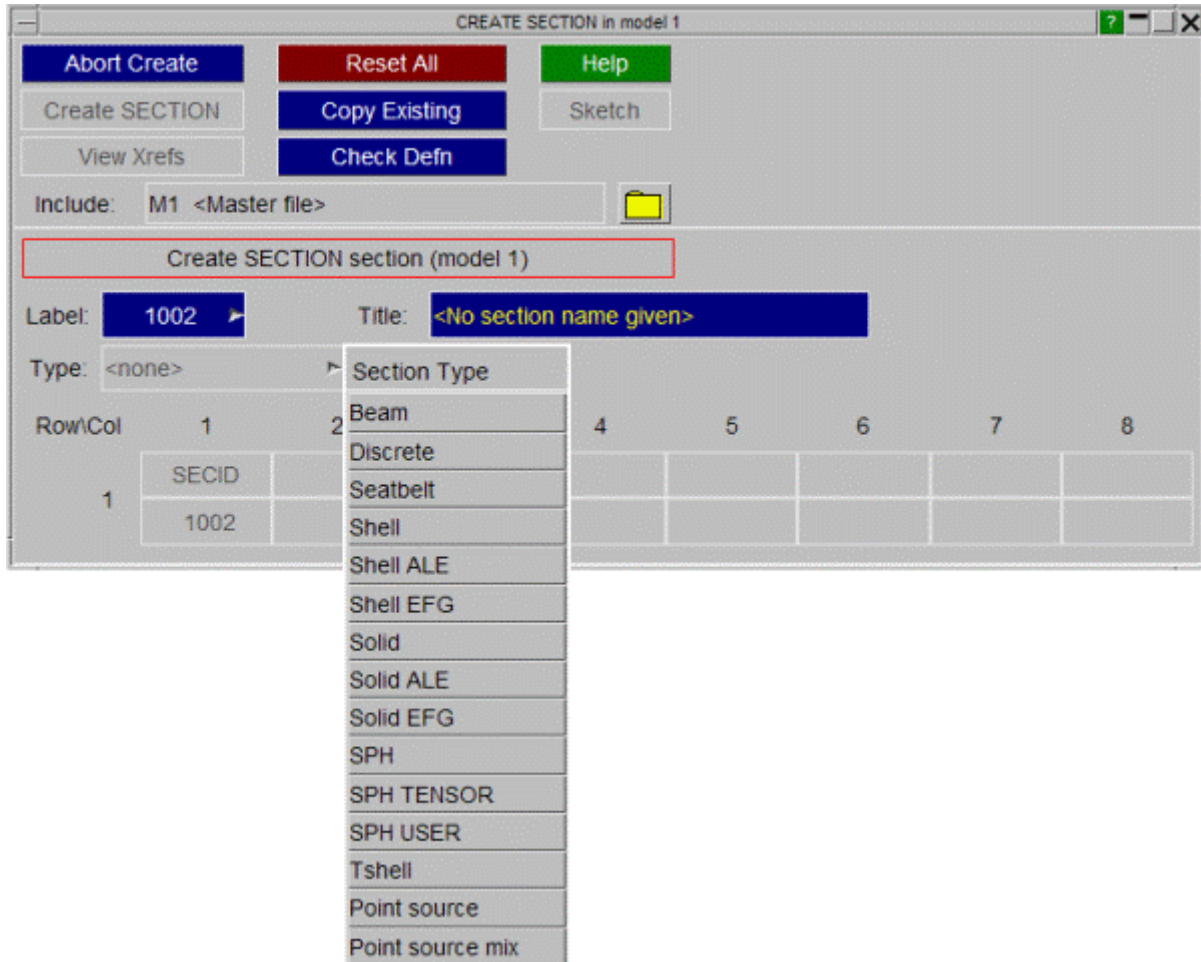 CREATE SECTION in model 1 ?
Abort Create Reset All Help
Create SECTION Copy Existing Sketch
View Xrefs Check Defn
Include: M1 <Master file>
Create SECTION section (model 1)
Label: 1002 Title: <No section name given>
Type: <none> Section Type
Beam
Row\Col 1 2 4 5 6 7 8
Discrete
SECID
Seatbelt
1
1002
Shell
Shell ALE
Shell EFG
Solid
Solid ALE
Solid EFG
SPH
SPH TENSOR
SPH USER
Tshell
Point source
Point source mix